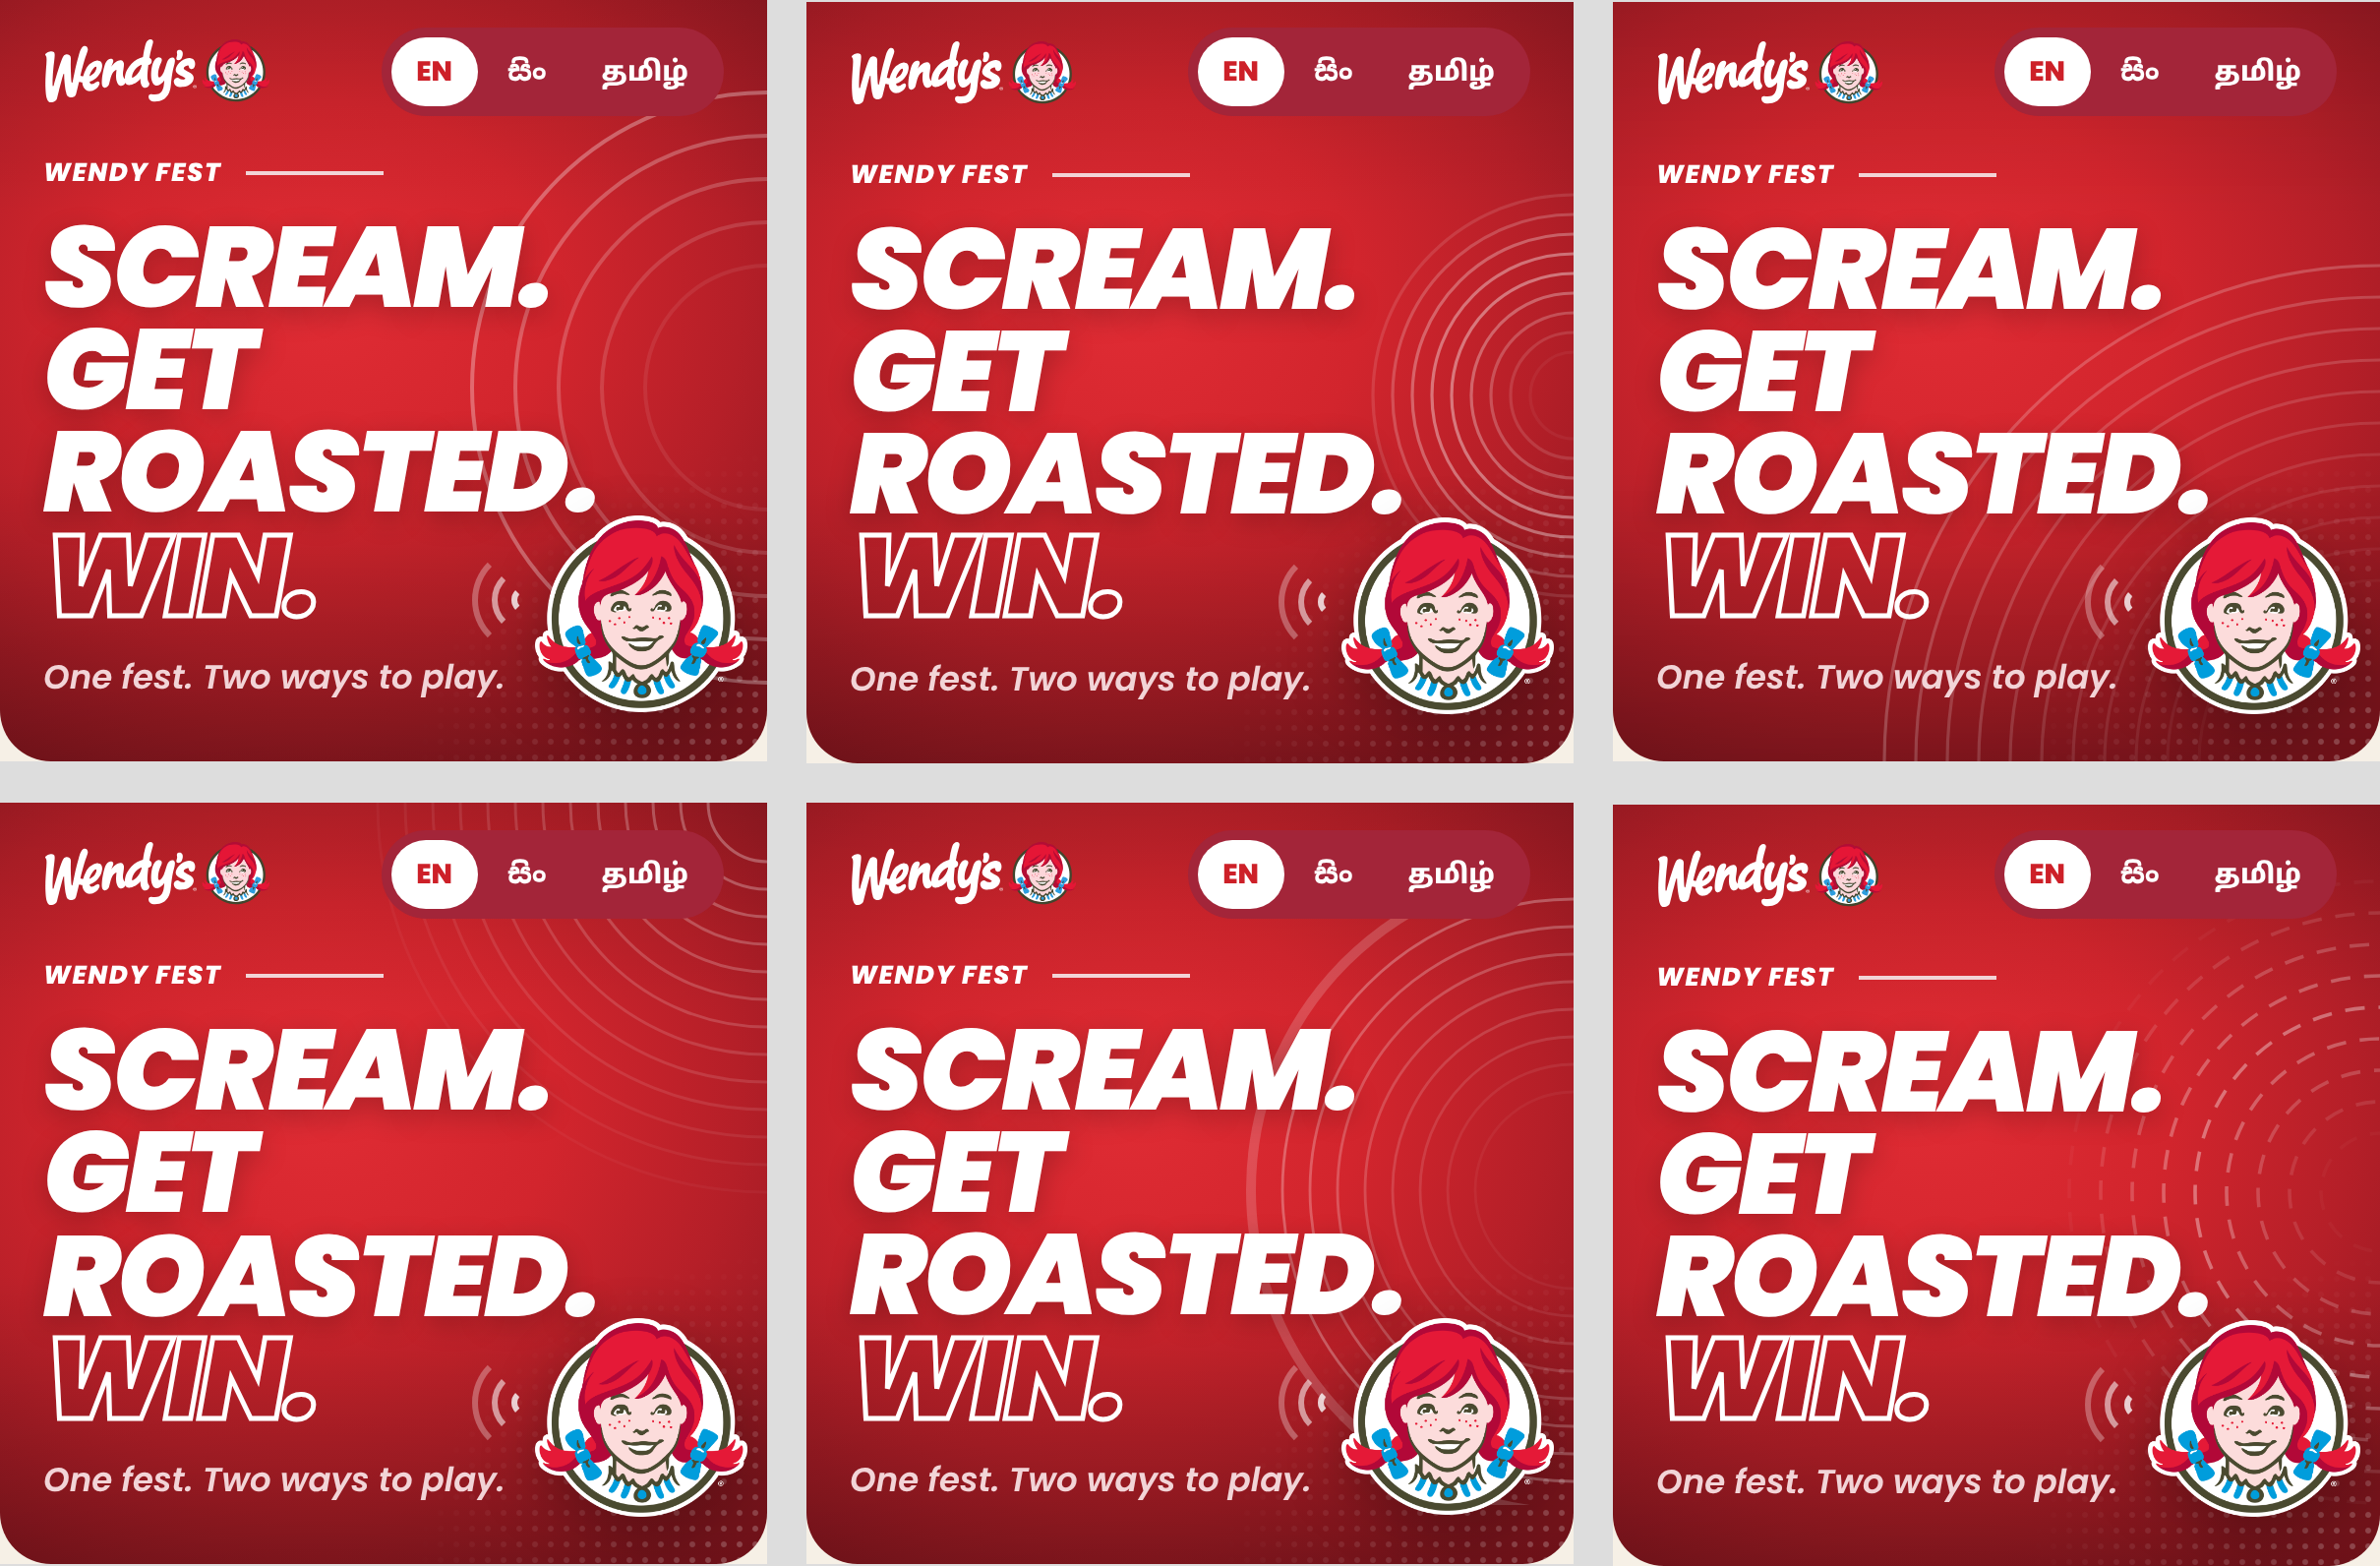 Wendy's
EN සිං தமிழ்
WENDY FEST
SCREAM.
GET
ROASTED.
WIN.
One fest. Two ways to play.
Wendy's
EN සිං தமிழ்
WENDY FEST
SCREAM.
GET
ROASTED.
WIN.
One fest. Two ways to play.
Wendy's
EN සිං தமிழ்
WENDY FEST
SCREAM.
GET
ROASTED.
WIN.
One fest. Two ways to play.
Wendy's
EN සිං தமிழ்
WENDY FEST
SCREAM.
GET
ROASTED.
WIN.
One fest. Two ways to play.
Wendy's
EN සිං தமிழ்
WENDY FEST
SCREAM.
GET
ROASTED.
WIN.
One fest. Two ways to play.
Wendy's
EN සිං தமிழ்
WENDY FEST
SCREAM.
GET
ROASTED.
WIN.
One fest. Two ways to play.